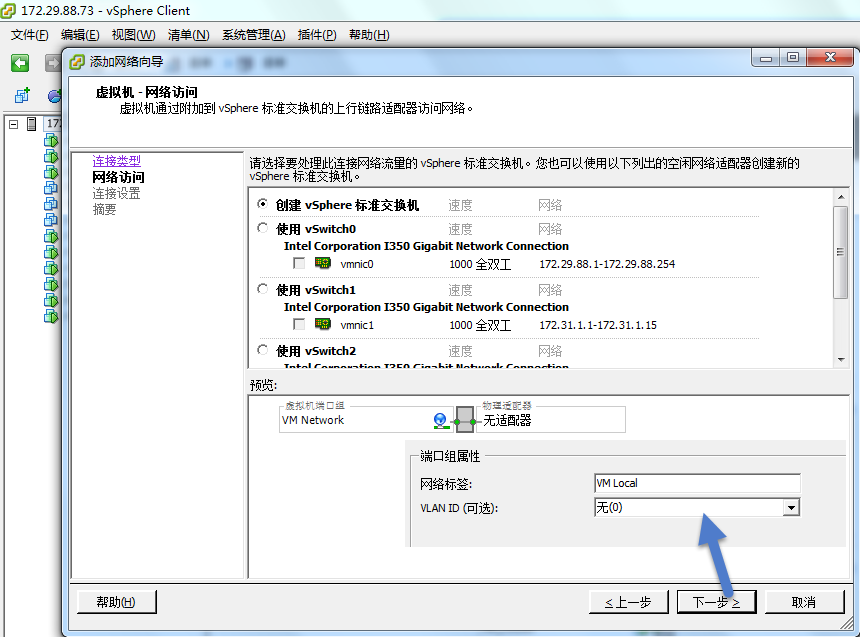 172.29.88.73 - vSphere Client
文件(F) 编辑(E) 视图(W) 清单(N) 系统管理(A) 插件(P) 帮助(H)
添加网络向导
虚拟机 - 网络访问
虚拟机通过附加到 vSphere 标准交换机的上行链路适配器访问网络。
17
连接类型
网络访问
连接设置
摘要
请选择要处理此连接网络流量的 vSphere 标准交换机。您也可以使用以下列出的空闲网络适配器创建新的
vSphere 标准交换机。
创建 vSphere 标准交换机 速度 网络
使用 vSwitch0 速度 网络
Intel Corporation I350 Gigabit Network Connection
vmnic0 1000 全双工 172.29.88.1-172.29.88.254
使用 vSwitch1 速度 网络
Intel Corporation I350 Gigabit Network Connection
vmnic1 1000 全双工 172.31.1.1-172.31.1.15
使用 vSwitch2 速度 网络
Intel Corporation I350 Gigabit Network Connection
预览:
虚拟机端口组 物理适配器
VM Network 无适配器
端口组属性
网络标签: VM Local
VLAN ID (可选): 无(0)
帮助(H) < 上一步 下一步 > 取消